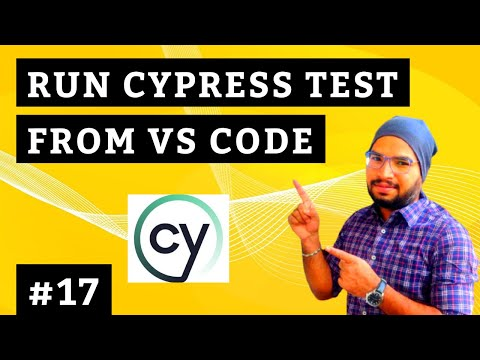 RUN CYPRESS TEST
FROM VS CODE
cy
#17